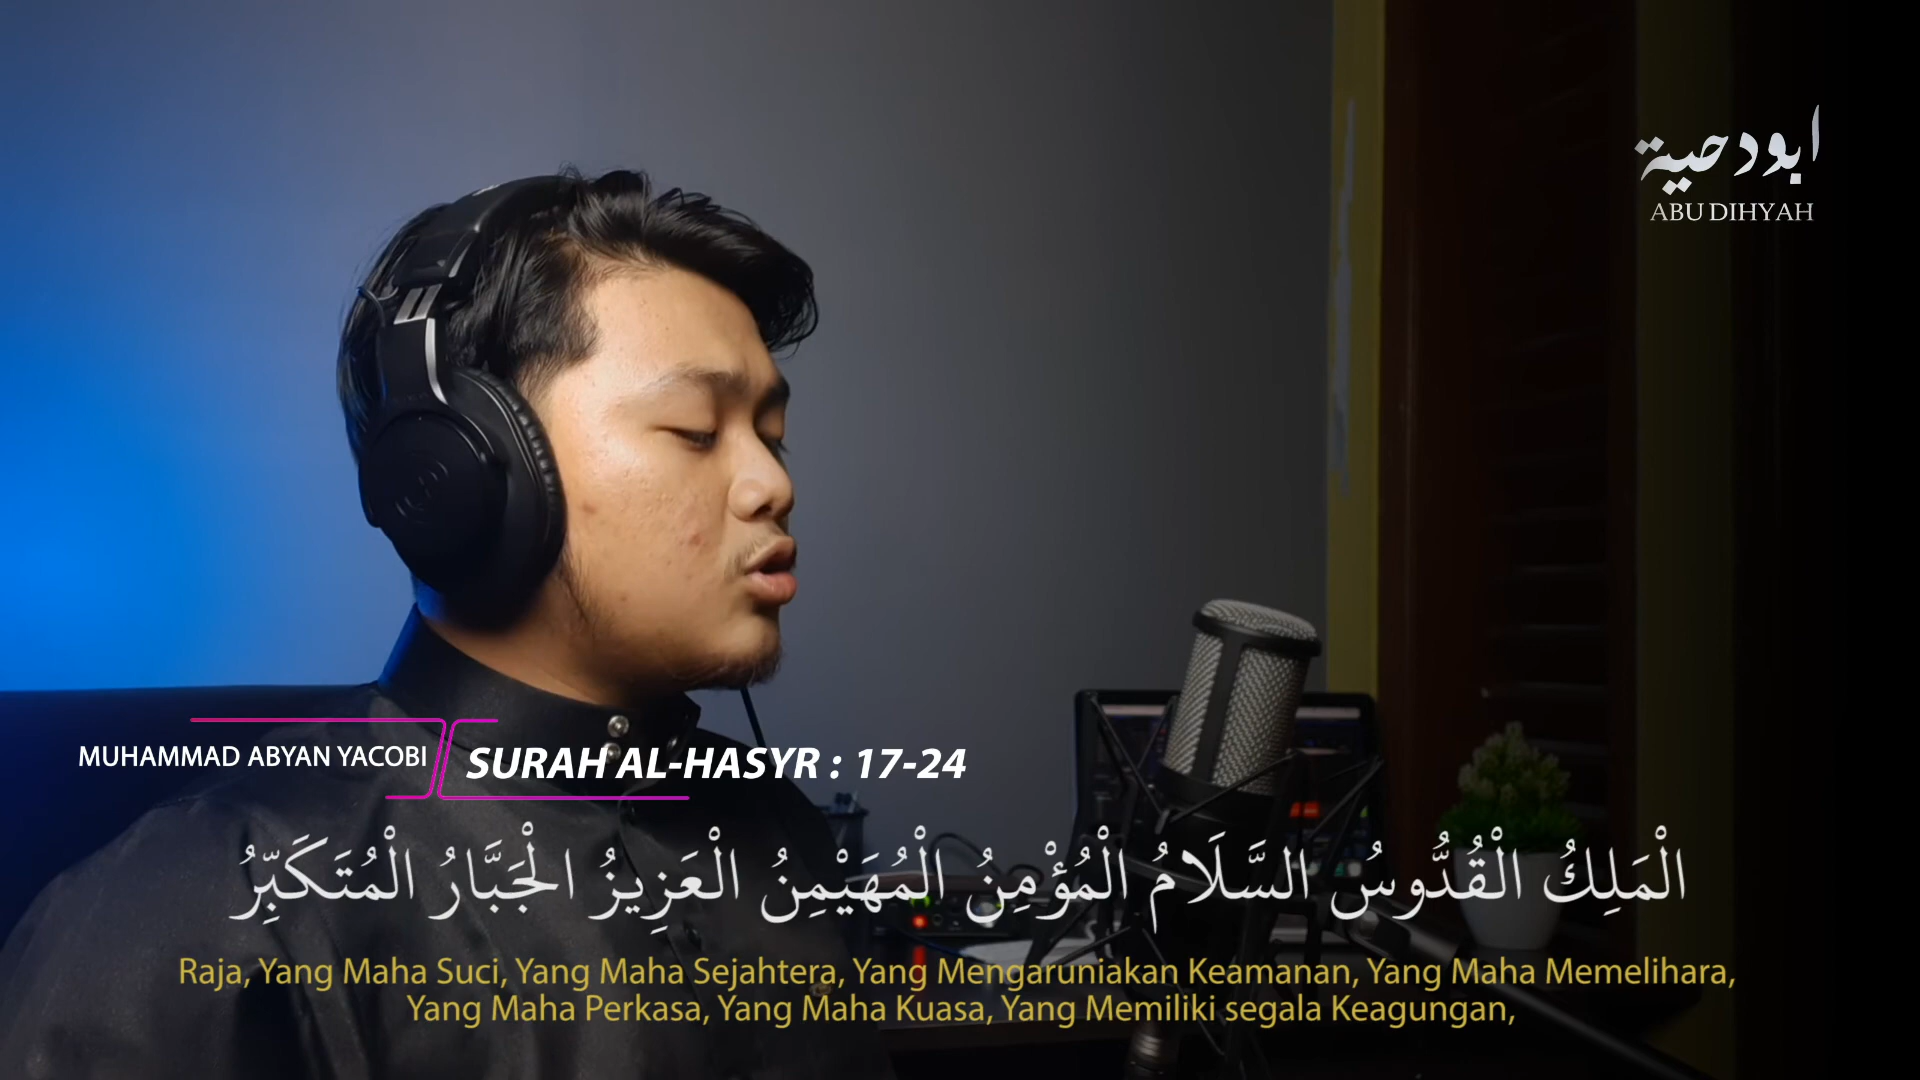 ابودحية
ABU DIHYAH
MUHAMMAD ABYAN YACOBI
SURAH AL-HASYR : 17-24
الْمَلِكُ الْقُدُّوسُ السَّلَامُ الْمُؤْمِنُ الْمُهَيْمِنُ الْعَزِيزُ الْجَبَّارُ الْمُتَكَبِّرُ
Raja, Yang Maha Suci, Yang Maha Sejahtera, Yang Mengaruniakan Keamanan, Yang Maha Memelihara,
Yang Maha Perkasa, Yang Maha Kuasa, Yang Memiliki segala Keagungan,